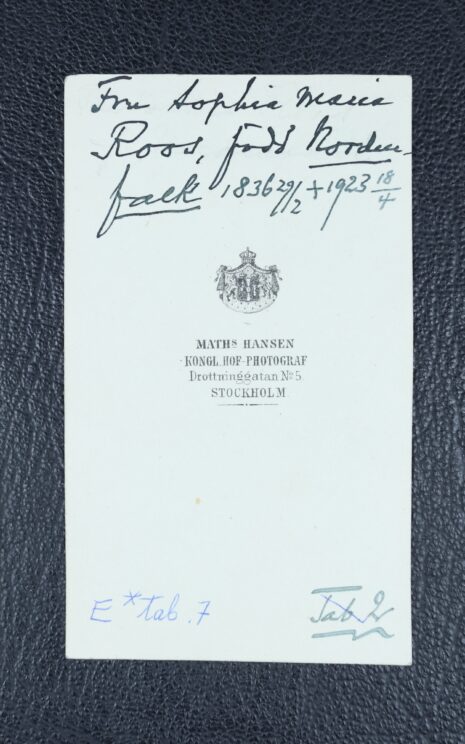 Fru Sophia Maria
Roos, född Norden-
falk 1836 29/2 + 1923 18/4
MATHS HANSEN
KONGL. HOF-PHOTOGRAF
Drottninggatan No 5.
STOCKHOLM
E* tab. 7
Tab 2